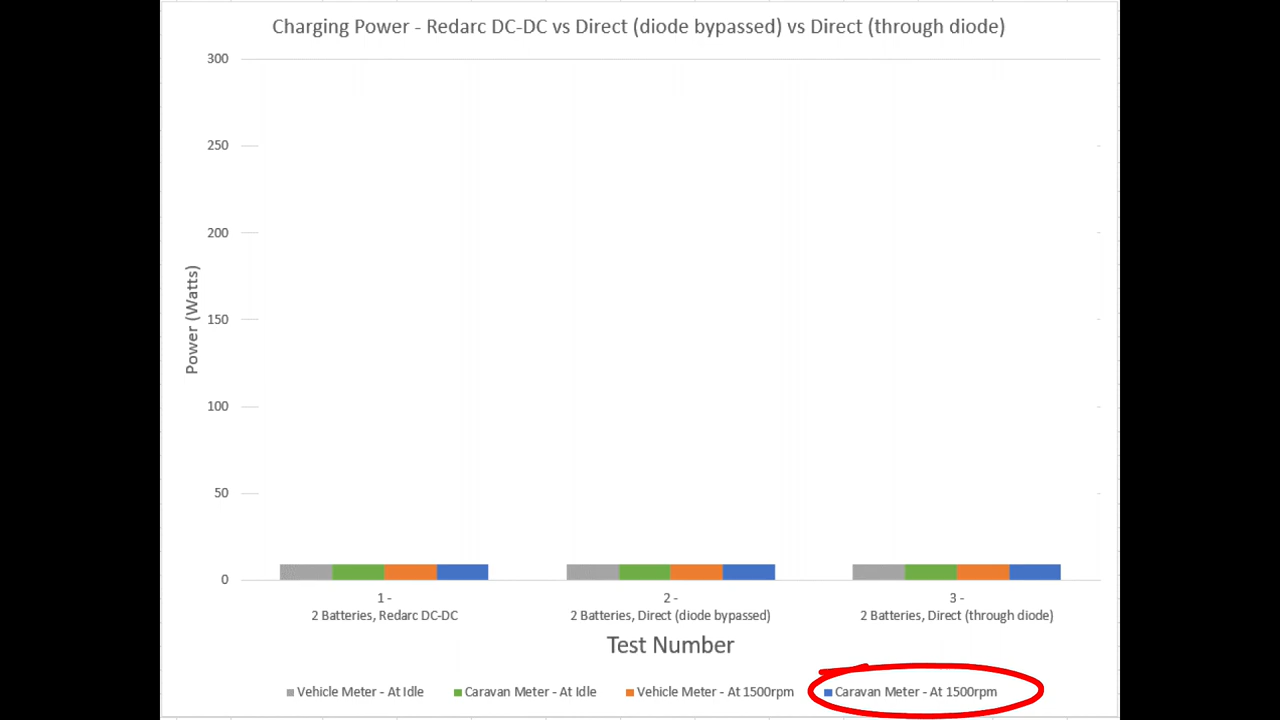 Charging Power - Redarc DC-DC vs Direct (diode bypassed) vs Direct (through diode)
300
250
200
150
100
50
0
Power (Watts)
1 -
2 Batteries, Redarc DC-DC
2 -
2 Batteries, Direct (diode bypassed)
3 -
2 Batteries, Direct (through diode)
Test Number
Vehicle Meter - At Idle
Caravan Meter - At Idle
Vehicle Meter - At 1500rpm
Caravan Meter - At 1500rpm